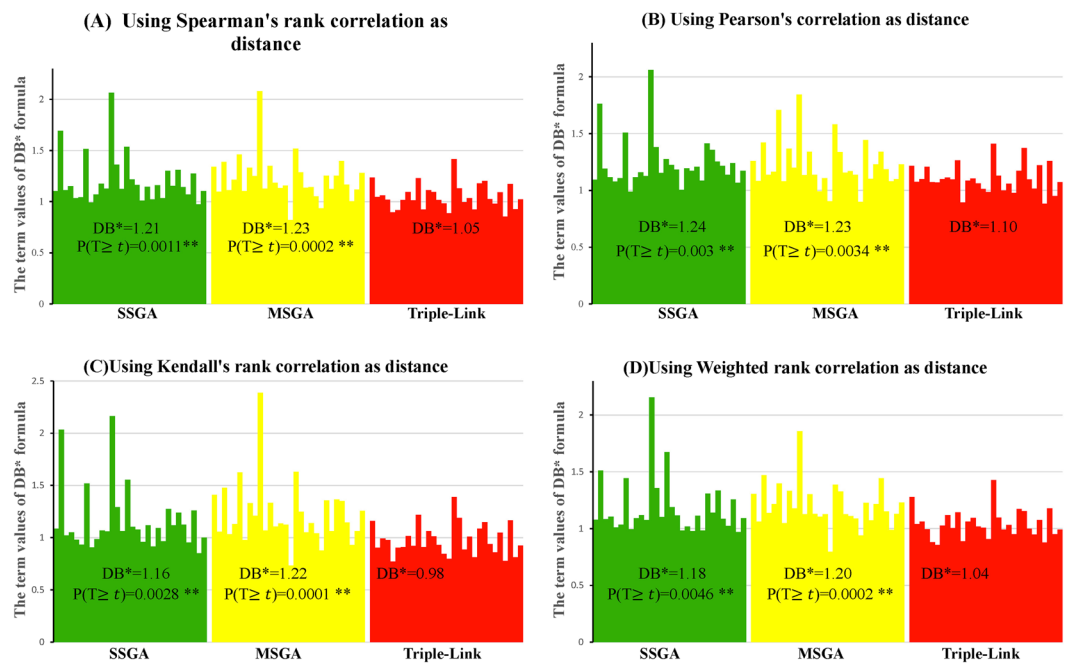 (A) Using Spearman's rank correlation as
distance
The term values of DB* formula
2
1.5
1
0.5
0
DB*=1.21
P(T≥ t)=0.0011**
DB*=1.23
P(T≥ t)=0.0002 **
DB*=1.05
SSGA
MSGA
Triple-Link
(B) Using Pearson's correlation as distance
The term values of DB* formula
2
1.5
1
0.5
0
DB*=1.24
P(T≥ t)=0.003 **
DB*=1.23
P(T≥ t)=0.0034 **
DB*=1.10
SSGA
MSGA
Triple-Link
(C)Using Kendall's rank correlation as distance
The term values of DB* formula
2.5
2
1.5
1
0.5
0
DB*=1.16
P(T≥ t)=0.0028 **
DB*=1.22
P(T≥ t)=0.0001 **
DB*=0.98
SSGA
MSGA
Triple-Link
(D)Using Weighted rank correlation as distance
The term values of DB* formula
2
1.5
1
0.5
0
DB*=1.18
P(T≥ t)=0.0046 **
DB*=1.20
P(T≥ t)=0.0002 **
DB*=1.04
SSGA
MSGA
Triple-Link